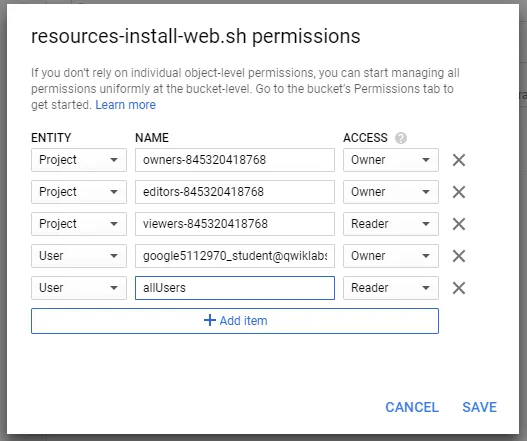 resources-install-web.sh permissions
If you don't rely on individual object-level permissions, you can start managing all
permissions uniformly at the bucket-level. Go to the bucket's Permissions tab to
get started. Learn more
ENTITY NAME ACCESS ?
Project owners-845320418768 Owner
Project editors-845320418768 Owner
Project viewers-845320418768 Reader
User google5112970_student@qwiklabs Owner
User allUsers Reader
+ Add item
CANCEL SAVE